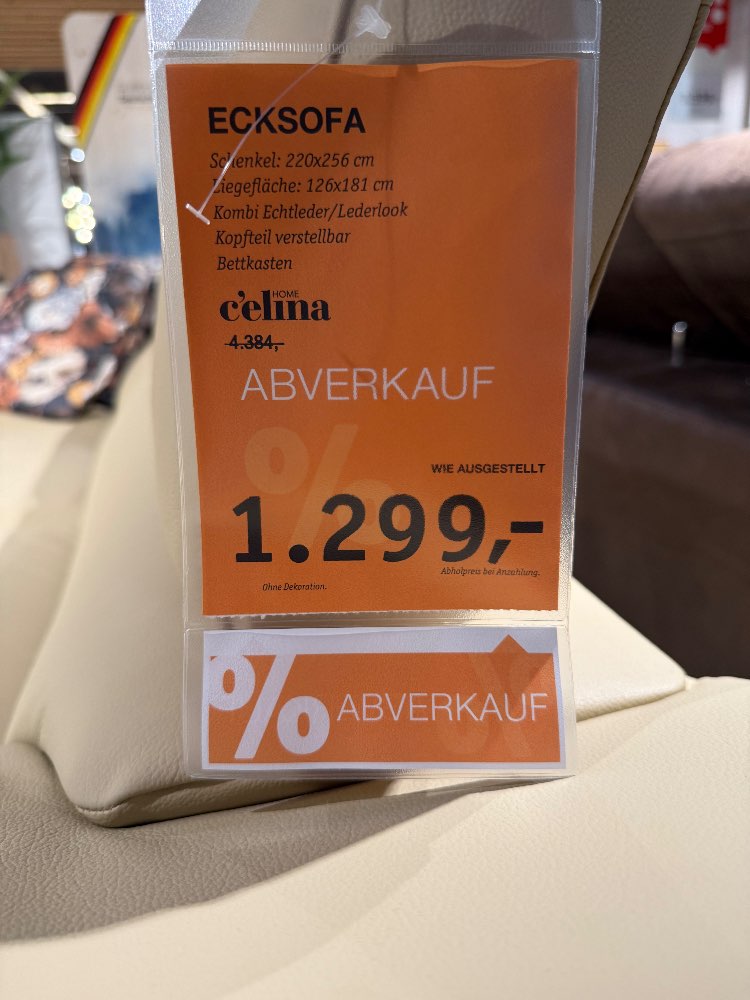 ECKSOFA
Schenkel: 220x256 cm
Liegefläche: 126x181 cm
Kombi Echtleder/Lederlook
Kopfteil verstellbar
Bettkasten
HOME
c'elina
4.384,-
ABVERKAUF
%
WIE AUSGESTELLT
1.299,-
Abholpreis bei Anzahlung.
Ohne Dekoration.
% ABVERKAUF